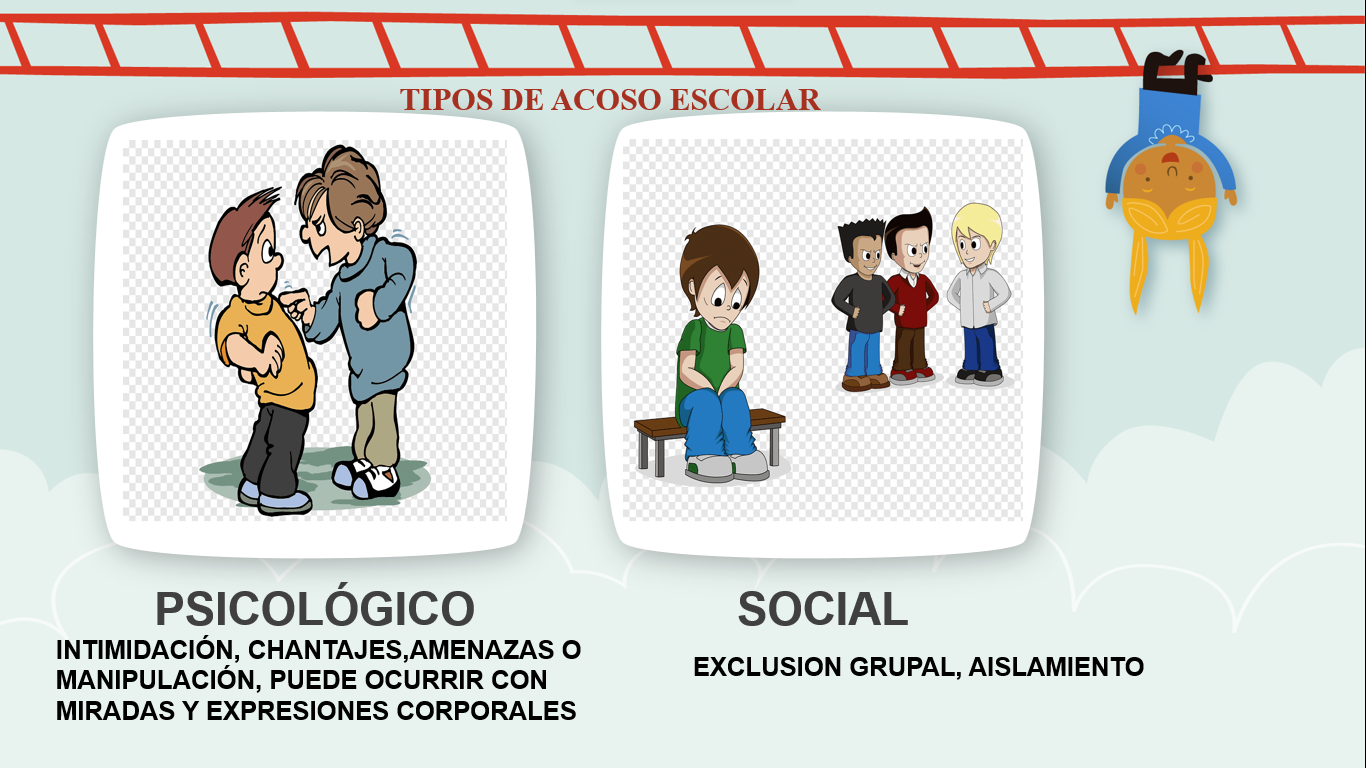 TIPOS DE ACOSO ESCOLAR
PSICOLÓGICO
INTIMIDACIÓN, CHANTAJES,AMENAZAS O
MANIPULACIÓN, PUEDE OCURRIR CON
MIRADAS Y EXPRESIONES CORPORALES
SOCIAL
EXCLUSION GRUPAL, AISLAMIENTO